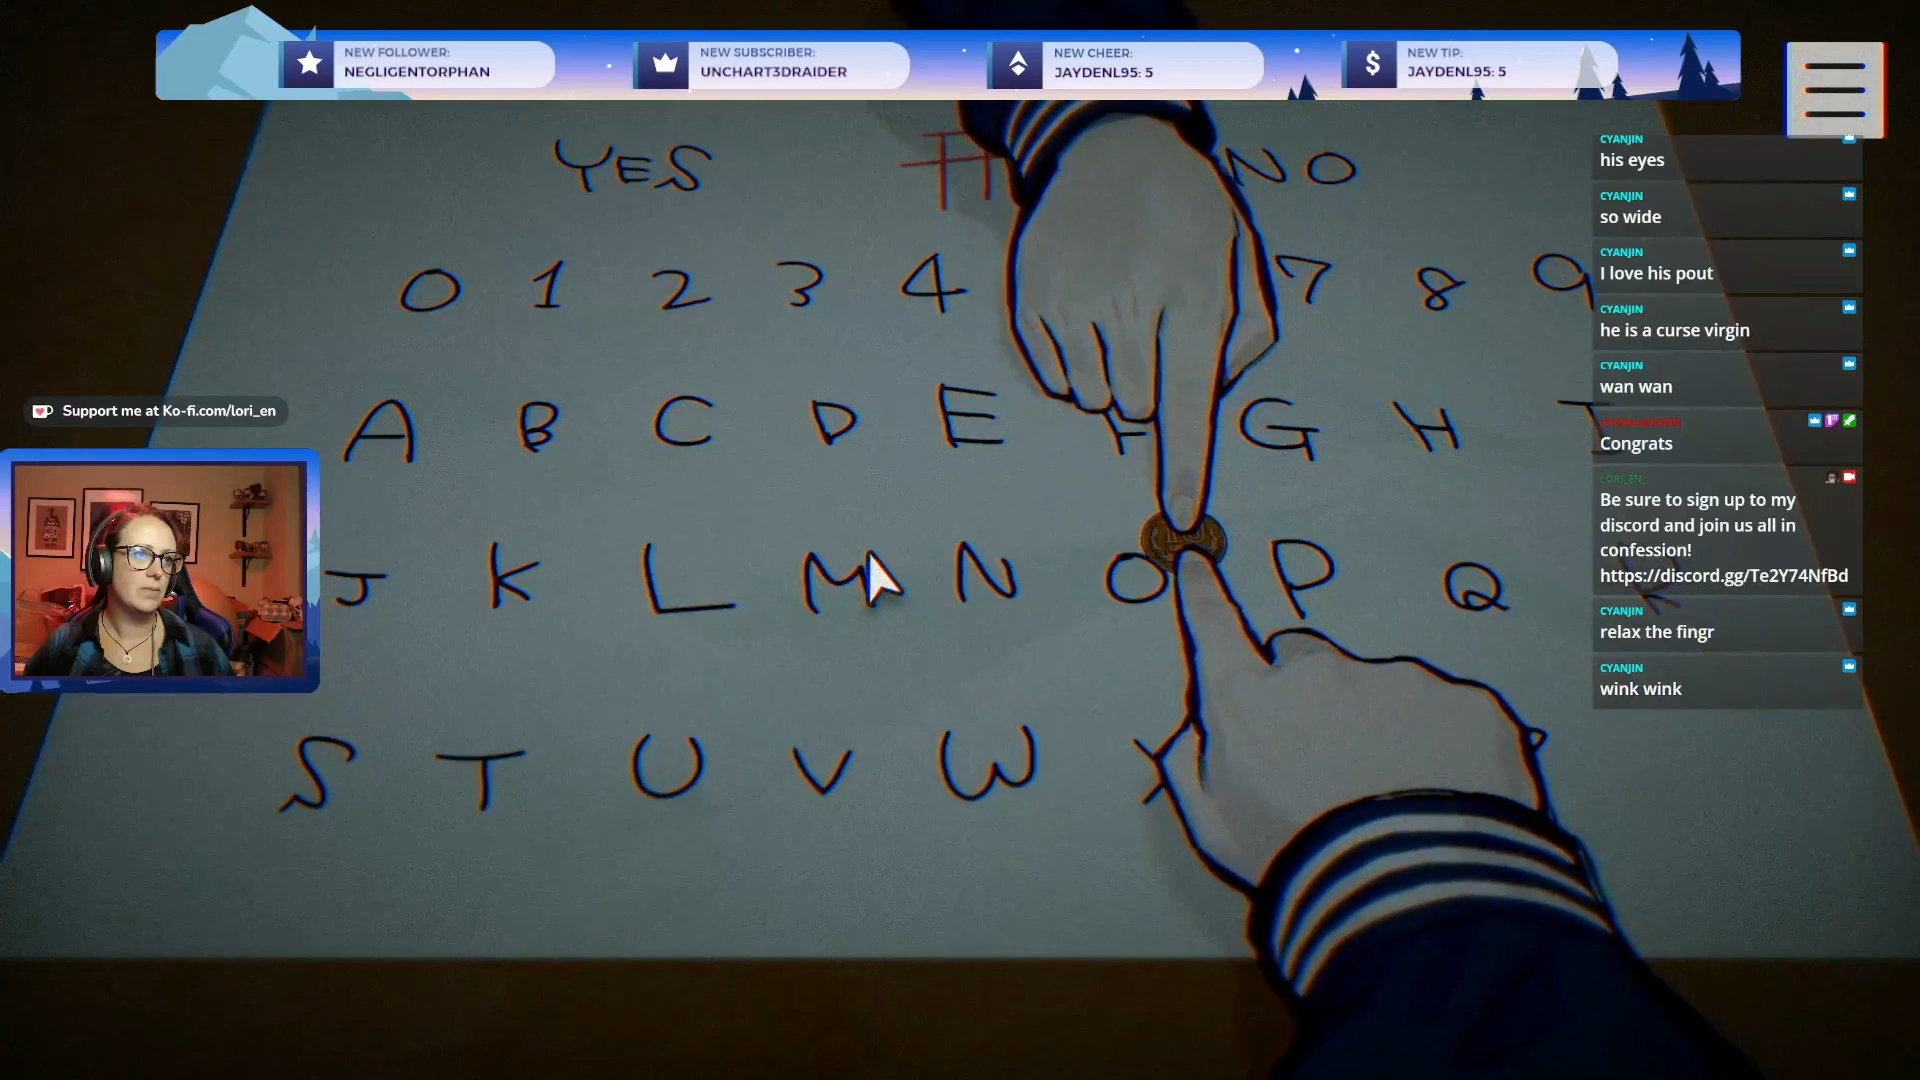 NEW FOLLOWER:
NEGLIGENTORPHAN
NEW SUBSCRIBER:
UNCHART3DRAIDER
NEW CHEER:
JAYDENL95: 5
NEW TIP:
JAYDENL95: 5
YES NO
0 1 2 3 4 7 8 9
A B C D E F G H I
J K L M N O P Q R
S T U V W X
Support me at Ko-fi.com/lori_en
CYANJIN
his eyes
CYANJIN
so wide
CYANJIN
I love his pout
CYANJIN
he is a curse virgin
CYANJIN
wan wan
Congrats
LORI_EN_
Be sure to sign up to my
discord and join us all in
confession!
https://discord.gg/Te2Y74NfBd
CYANJIN
relax the fingr
CYANJIN
wink wink